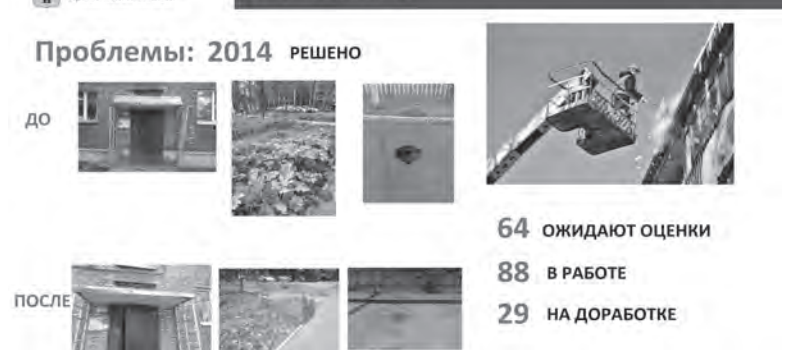 Проблемы: 2014 РЕШЕНО
ДО
ПОСЛЕ
64 ОЖИДАЮТ ОЦЕНКИ
88 В РАБОТЕ
29 НА ДОРАБОТКЕ